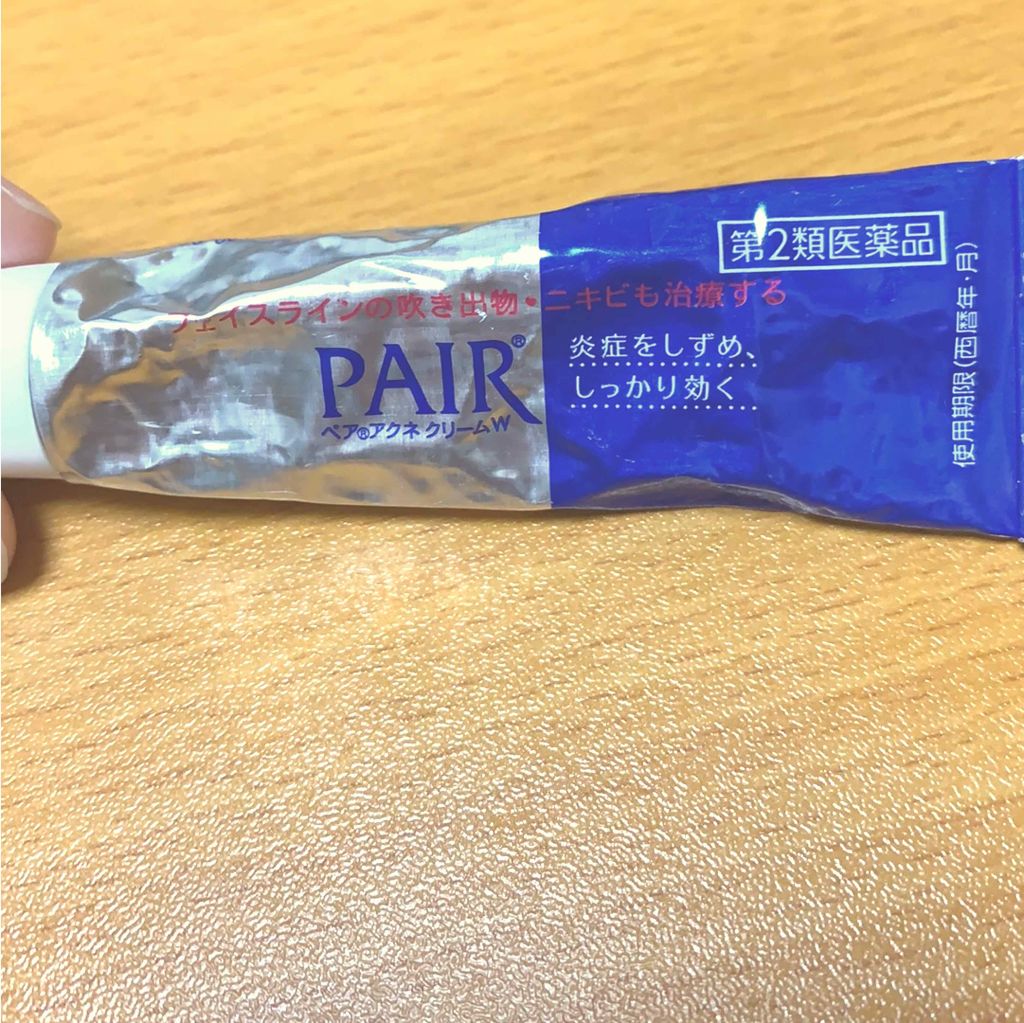 第2類医薬品
フェイスラインの吹き出物・ニキビも治療する
PAIR®
ペア®アクネクリームW
炎症をしずめ、
しっかり効く
使用期限(西暦年・月)